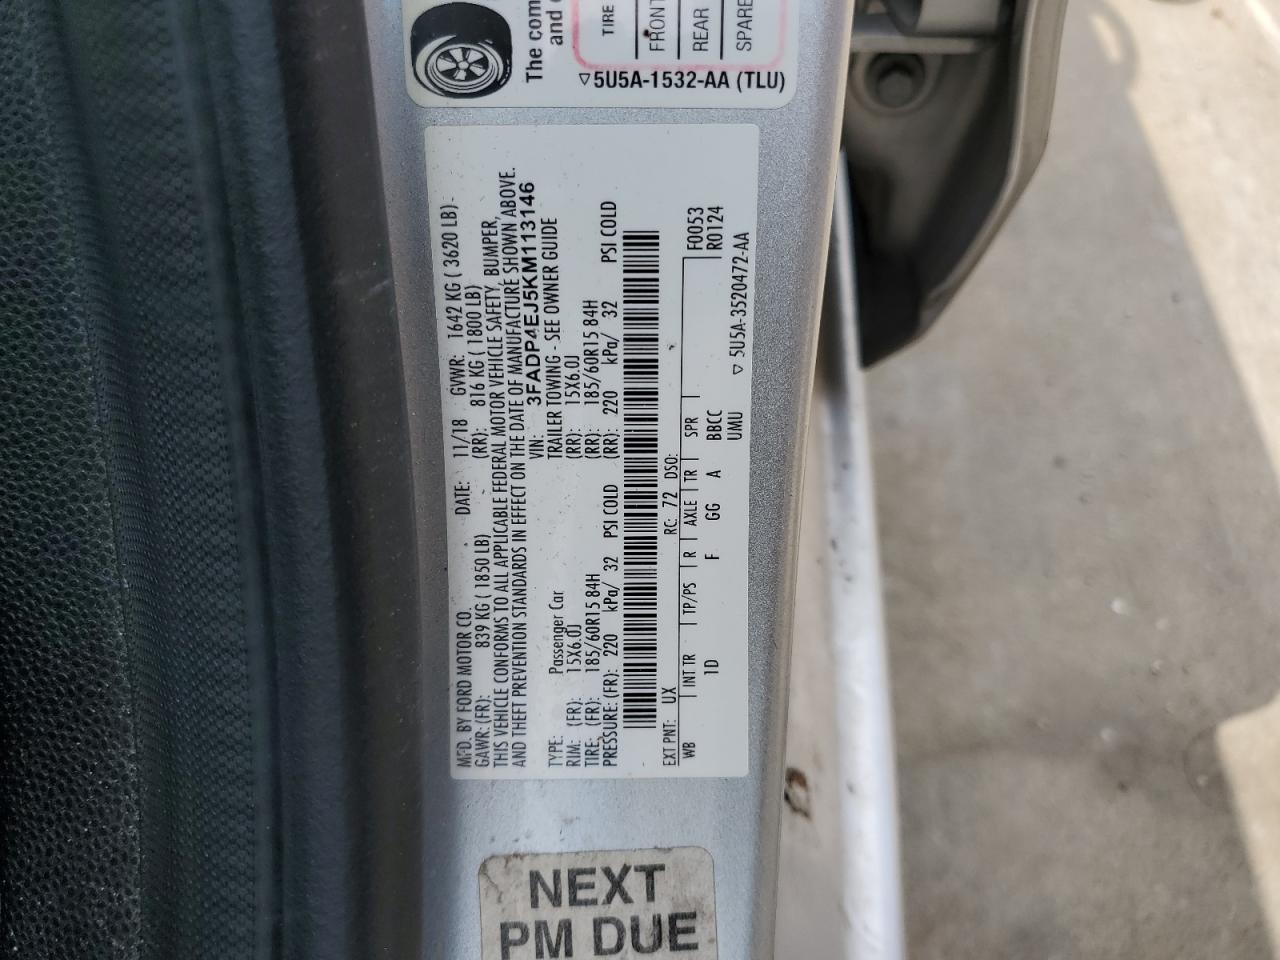 The com
and c
TIRE
FRONT
REAR
SPARE
▽5U5A-1532-AA (TLU)
MFD. BY FORD MOTOR CO. DATE: 11/18 GVWR: 1642 KG ( 3620 LB)
GAWR: (FR): 839 KG ( 1850 LB) (RR): 816 KG ( 1800 LB)
THIS VEHICLE CONFORMS TO ALL APPLICABLE FEDERAL MOTOR VEHICLE SAFETY, BUMPER,
AND THEFT PREVENTION STANDARDS IN EFFECT ON THE DATE OF MANUFACTURE SHOWN ABOVE.
VIN: 3FADP4EJ5KM113146
TYPE: Passenger Car TRAILER TOWING - SEE OWNER GUIDE
RIM: (FR): 15X6.0J (RR): 15X6.0J
TIRE: (FR): 185/60R15 84H (RR): 185/60R15 84H
PRESSURE: (FR): 220 kPa/ 32 PSI COLD (RR): 220 kPa/ 32 PSI COLD
EXT PNT: UX RC: 72 DSO: F0053
WB INT TR TP/PS R AXLE TR SPR R0124
1D F GG A BBCC
UMU
▽ 5U5A-3520472-AA
NEXT
PM DUE